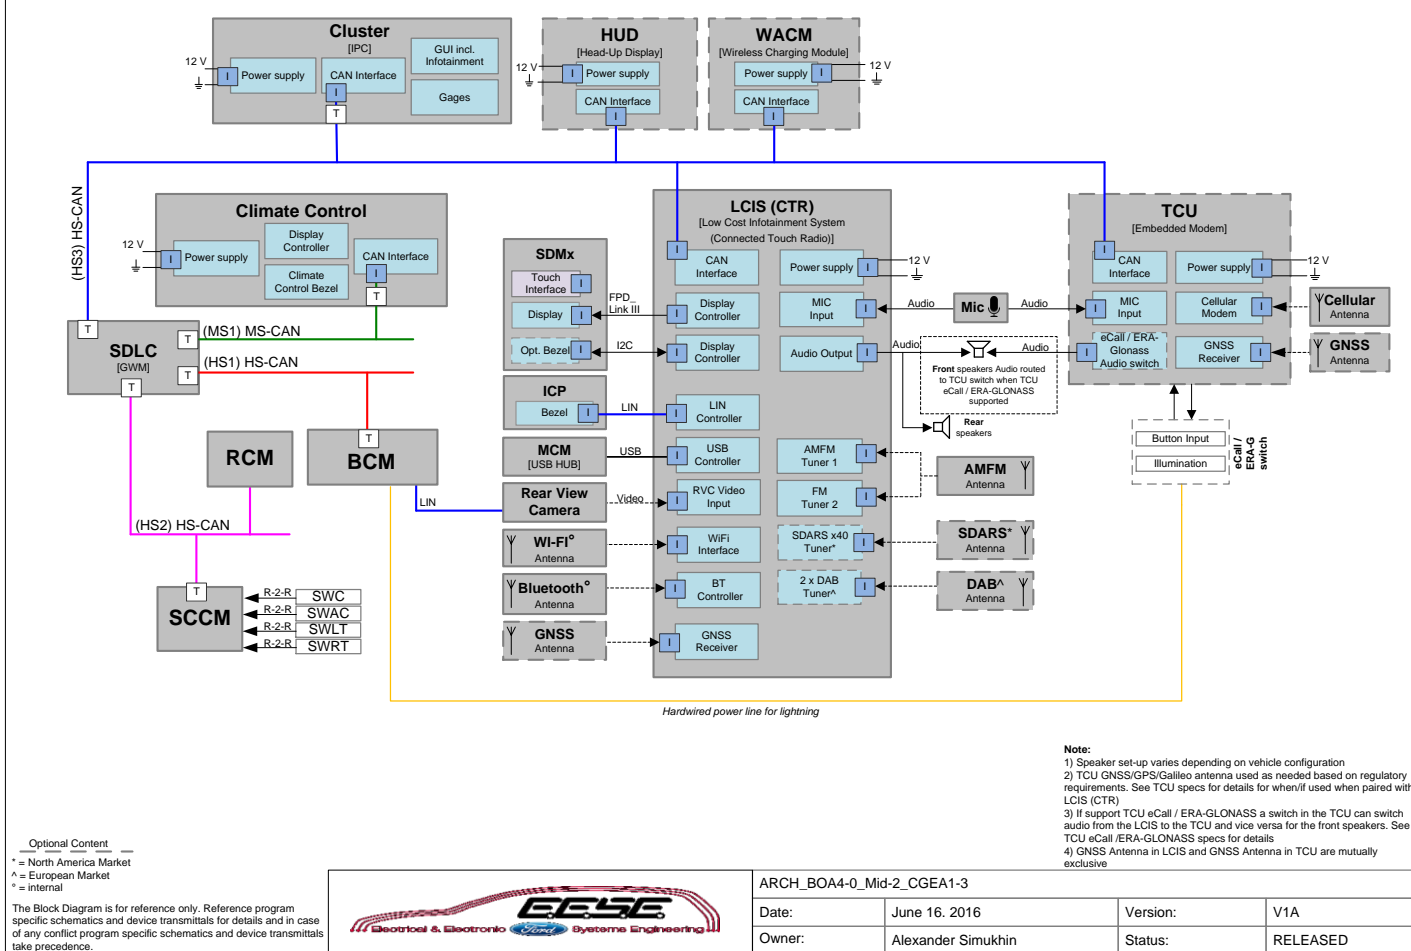 Cluster
[IPC]
12 V
I
Power supply
CAN Interface
I
T
GUI incl.
Infotainment
Gages
HUD
[Head-Up Display]
12 V
I
Power supply
CAN Interface
I
WACM
[Wireless Charging Module]
Power supply
I
12 V
CAN Interface
I
(HS3) HS-CAN
Climate Control
12 V
I
Power supply
Display
Controller
Climate
Control Bezel
CAN Interface
I
T
T
SDLC
[GWM]
T
T
T
(MS1) MS-CAN
(HS1) HS-CAN
RCM
T
BCM
LIN
(HS2) HS-CAN
T
SCCM
R-2-R
SWC
R-2-R
SWAC
R-2-R
SWLT
R-2-R
SWRT
SDMx
Touch
Interface
I
Display
I
Opt. Bezel
I
FPD_
Link III
I2C
ICP
Bezel
I
LIN
MCM
[USB HUB]
USB
Rear View
Camera
Video
WI-FI°
Antenna
Bluetooth°
Antenna
GNSS
Antenna
LCIS (CTR)
[Low Cost Infotainment System
(Connected Touch Radio)]
I
CAN
Interface
I
Display
Controller
I
Display
Controller
I
LIN
Controller
I
USB
Controller
I
RVC Video
Input
I
WiFi
Interface
I
BT
Controller
I
GNSS
Receiver
Power supply
I
12 V
MIC
Input
I
Audio
Audio Output
I
Audio
AMFM
Tuner 1
I
FM
Tuner 2
I
SDARS x40
Tuner*
I
2 x DAB
Tuner^
I
Mic
Audio
Audio
Front speakers Audio routed
to TCU switch when TCU
eCall / ERA-GLONASS
supported
Rear
speakers
AMFM
Antenna
SDARS*
Antenna
DAB^
Antenna
TCU
[Embedded Modem]
I
CAN
Interface
Power supply
I
12 V
I
MIC
Input
Cellular
Modem
I
I
eCall / ERA-
Glonass
Audio switch
GNSS
Receiver
I
Cellular
Antenna
GNSS
Antenna
Button Input
Illumination
eCall /
ERA-G
switch
Hardwired power line for lightning
Note:
1) Speaker set-up varies depending on vehicle configuration
2) TCU GNSS/GPS/Galileo antenna used as needed based on regulatory
requirements. See TCU specs for details for when/if used when paired with
LCIS (CTR)
3) If support TCU eCall / ERA-GLONASS a switch in the TCU can switch
audio from the LCIS to the TCU and vice versa for the front speakers. See
TCU eCall /ERA-GLONASS specs for details
4) GNSS Antenna in LCIS and GNSS Antenna in TCU are mutually
exclusive
Optional Content
* = North America Market
^ = European Market
° = internal
The Block Diagram is for reference only. Reference program
specific schematics and device transmittals for details and in case
of any conflict program specific schematics and device transmittals
take precedence.
EESE
Electrical & Electronic Ford Systems Engineering
ARCH_BOA4-0_Mid-2_CGEA1-3
Date:
June 16. 2016
Version:
V1A
Owner:
Alexander Simukhin
Status:
RELEASED